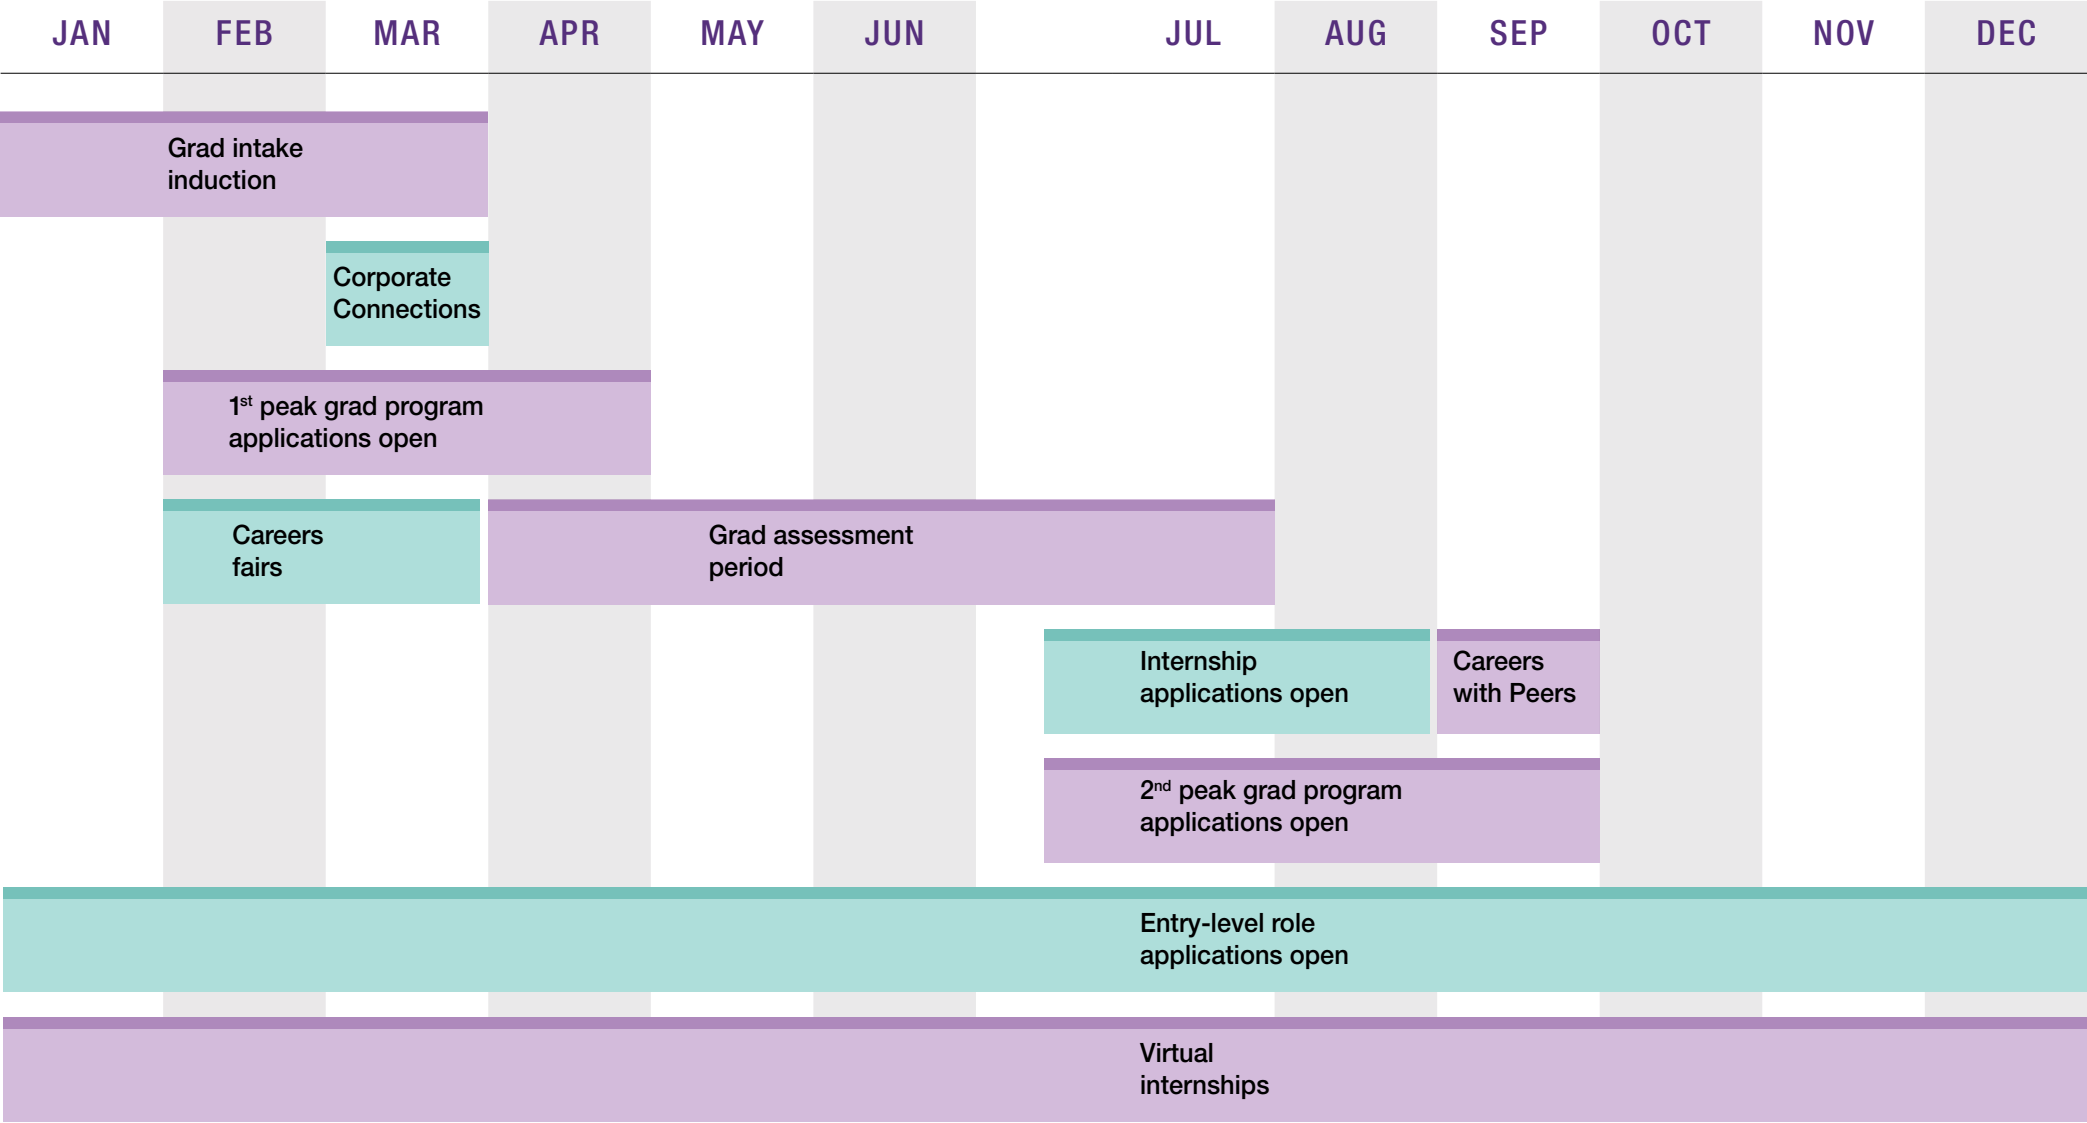 JAN FEB MAR APR MAY JUN JUL AUG SEP OCT NOV DEC
Grad intake
induction
Corporate
Connections
1st peak grad program
applications open
Careers
fairs
Grad assessment
period
Internship
applications open
Careers
with Peers
2nd peak grad program
applications open
Entry-level role
applications open
Virtual
internships